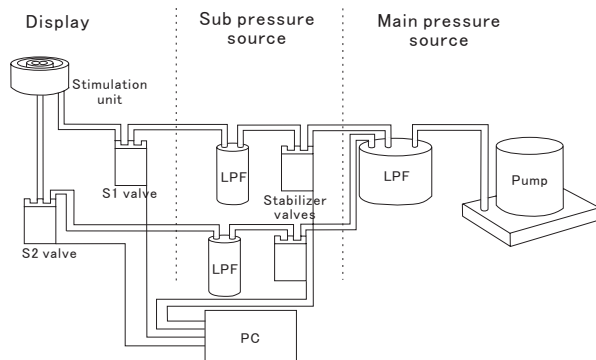 Display
Sub pressure
source
Main pressure
source
Stimulation
unit
S1 valve
LPF
Stabilizer
valves
LPF
Pump
S2 valve
LPF
PC